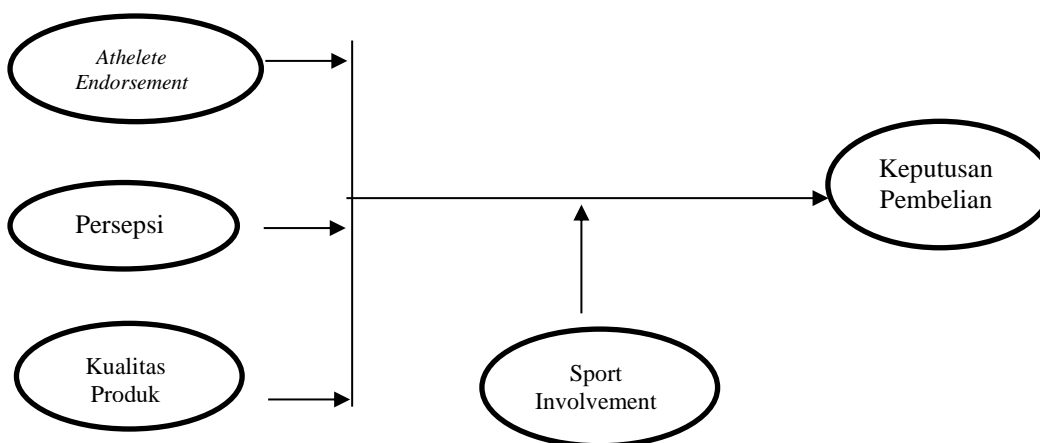 Athelete
Endorsement
Persepsi
Kualitas
Produk
Sport
Involvement
Keputusan
Pembelian